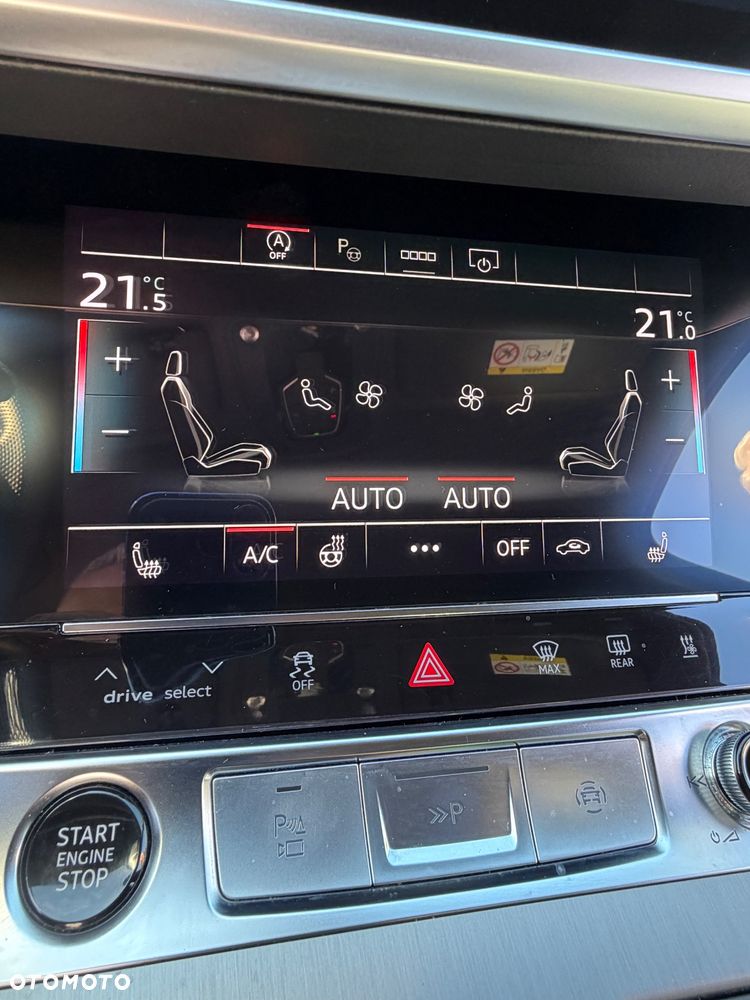 A
OFF
P
21.5 °C
21.0 °C
+
+
−
−
AUTO AUTO
A/C ••• OFF
drive select
OFF
MAX
REAR
START
ENGINE
STOP
P
P
OTOMOTO